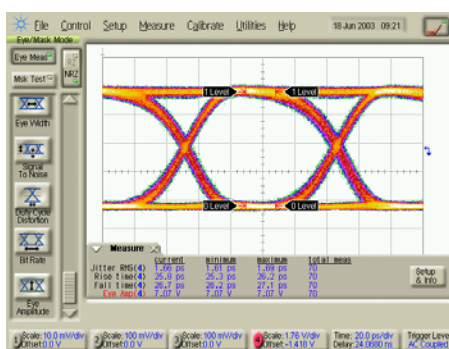 File Control Setup Measure Calibrate Utilities Help 18 Jun 2003 09:21
Eye/Mask Mode
Eye Meas
NRZ
Msk Test
Eye Width
Signal To Noise
Duty Cycle Distortion
Bit Rate
Eye Amplitude
1 Level 1 Level
0 Level 0 Level
Measure
current minimum maximum total meas
Jitter RMS(4) 1.66 ps 1.61 ps 1.69 ps 70
Rise time(4) 25.8 ps 25.3 ps 26.2 ps 70
Fall time(4) 26.7 ps 26.2 ps 27.1 ps 70
Eye Amp(4) 7.07 V 7.07 V 7.07 V 70
Setup & Info
1 Scale: 10.0 mV/div Offset:0.0 V
2 Scale: 100 mV/div Offset:0.0 V
3 Scale: 100 mV/div Offset:0.0 V
4 Scale: 1.76 V/div Offset:-1.418 V
Time: 20.0 ps/div Delay:24.0680 ns
Trigger Leve AC Coupled